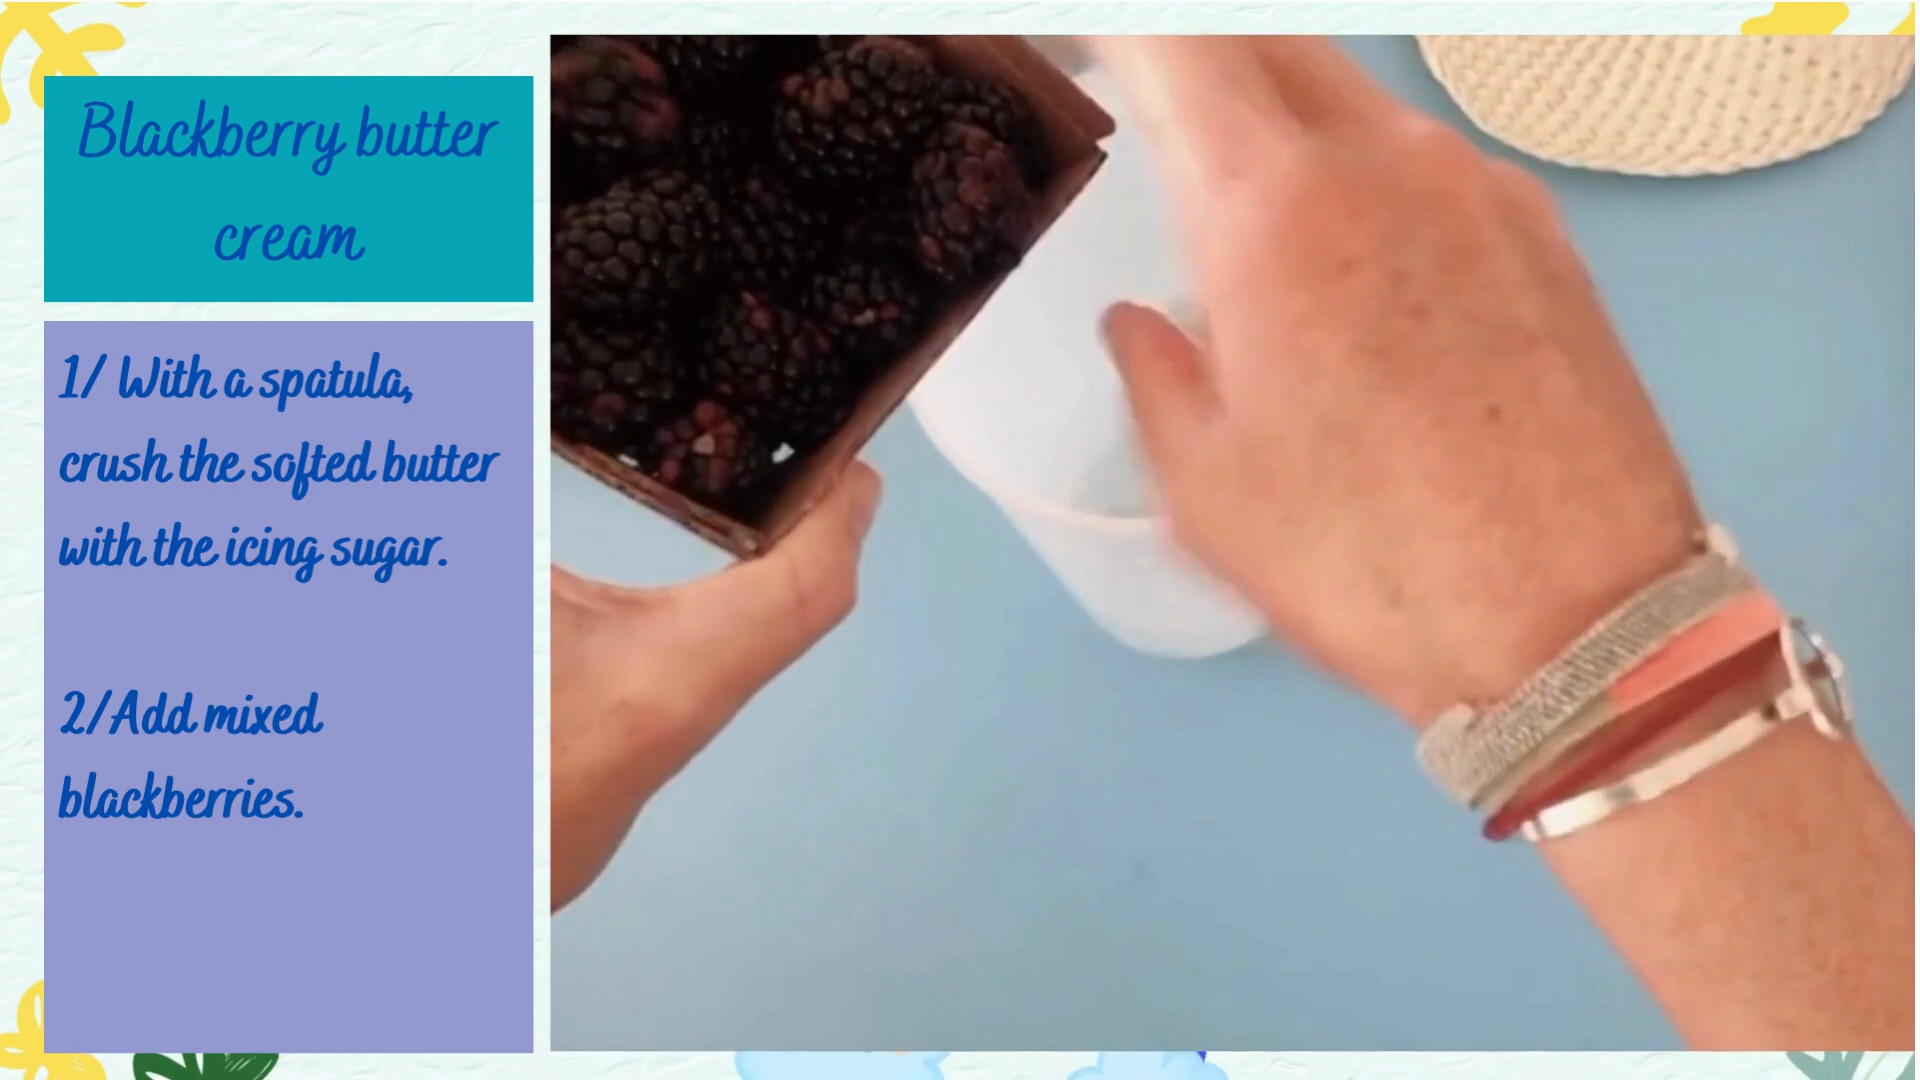 Blackberry butter
cream
1/ With a spatula,
crush the softed butter
with the icing sugar.
2/Add mixed
blackberries.